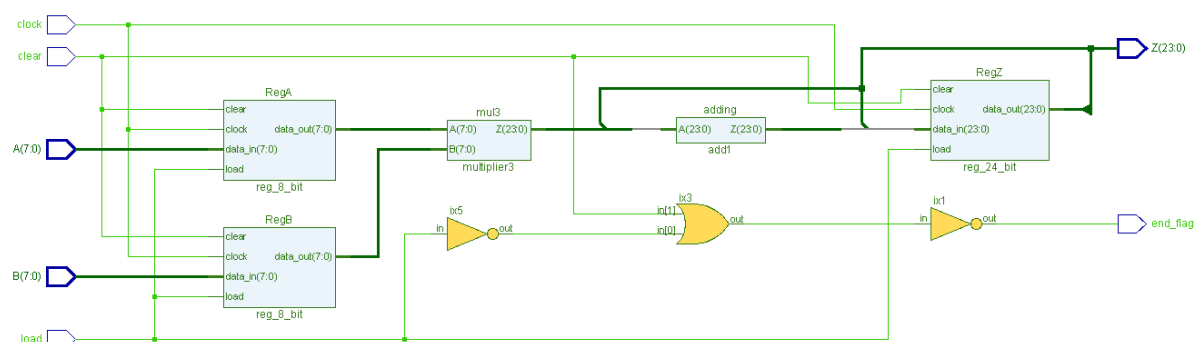 clock
clear
A(7:0)
B(7:0)
load
RegA
clear
clock
data_in(7:0)
load
data_out(7:0)
reg_8_bit
RegB
clear
clock
data_in(7:0)
load
data_out(7:0)
reg_8_bit
mul3
A(7:0) Z(23:0)
B(7:0)
multiplier3
adding
A(23:0) Z(23:0)
add1
RegZ
clear
clock
data_in(23:0)
load
data_out(23:0)
reg_24_bit
ix5
in out
ix3
in[1]
in[0]
out
ix1
in out
Z(23:0)
end_flag